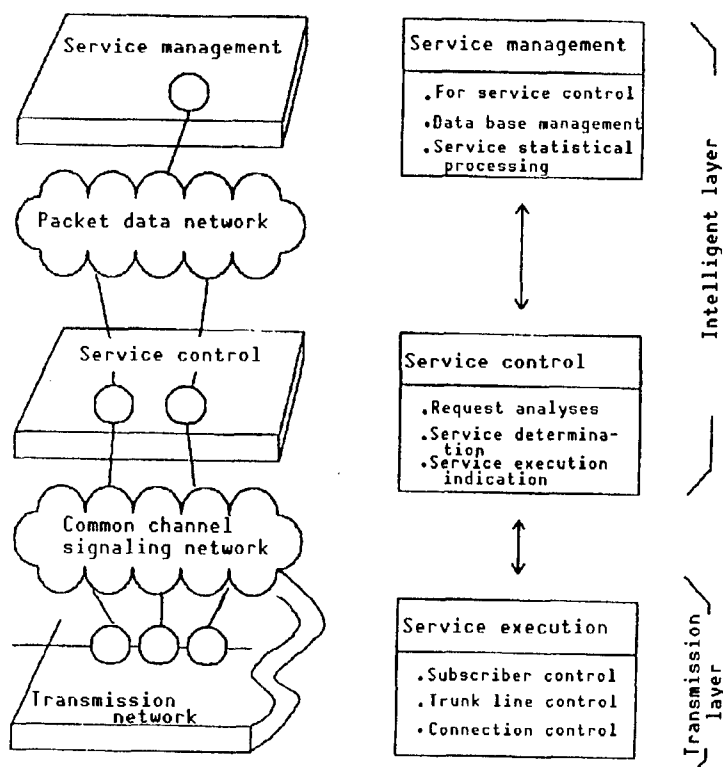 Service management
Packet data network
Service control
Common channel
signaling network
Transmission
network
Service management
.For service control
.Data base management
.Service statistical
processing
Service control
.Request analyses
.Service determina-
tion
.Service execution
indication
Service execution
.Subscriber control
.Trunk line control
.Connection control
Intelligent layer
Transmission
layer